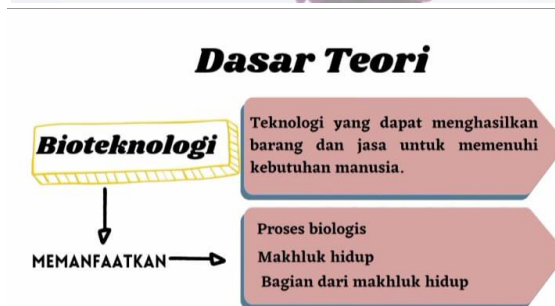 Dasar Teori
Bioteknologi
Teknologi yang dapat menghasilkan
barang dan jasa untuk memenuhi
kebutuhan manusia.
MEMANFAATKAN
Proses biologis
Makhluk hidup
Bagian dari makhluk hidup